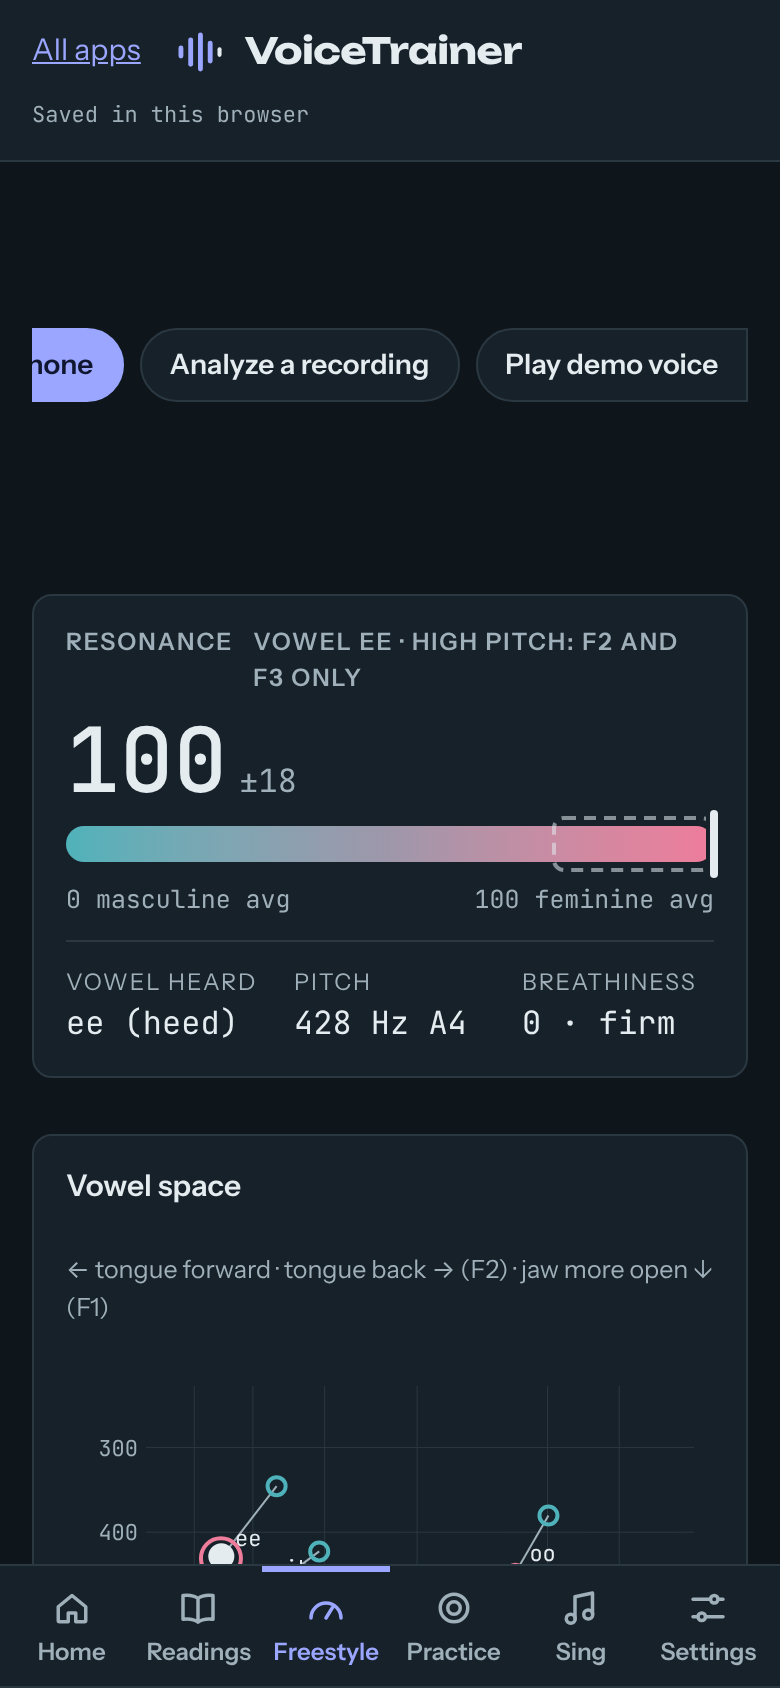 All apps VoiceTrainer
Saved in this browser
none Analyze a recording Play demo voice
RESONANCE VOWEL EE · HIGH PITCH: F2 AND
F3 ONLY
100 ±18
0 masculine avg 100 feminine avg
VOWEL HEARD PITCH BREATHINESS
ee (heed) 428 Hz A4 0 · firm
Vowel space
← tongue forward · tongue back → (F2) · jaw more open ↓
(F1)
300
400 ee oo
Home Readings Freestyle Practice Sing Settings